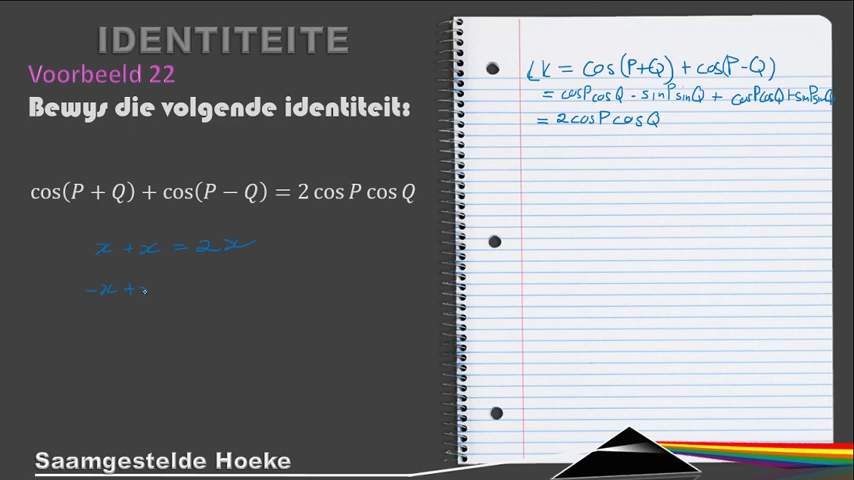 IDENTITEITE
Voorbeeld 22
Bewys die volgende identiteit:
cos(P + Q) + cos(P − Q) = 2 cos P cos Q
x + x = 2x
-x +
LK = cos(P+Q) + cos(P-Q)
= cosPcosQ - sinPsinQ + cosPcosQ+sinPsinQ
= 2cosPcosQ
Saamgestelde Hoeke